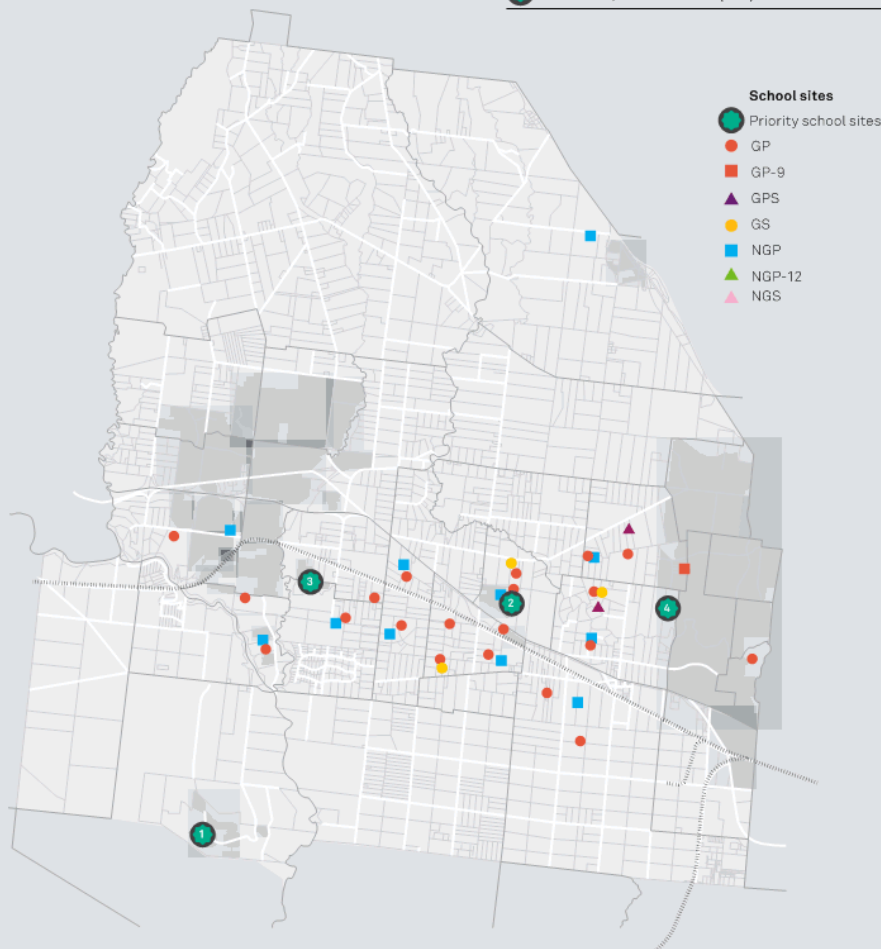 School sites
Priority school sites
GP
GP-9
GPS
GS
NGP
NGP-12
NGS
3
2
4
1